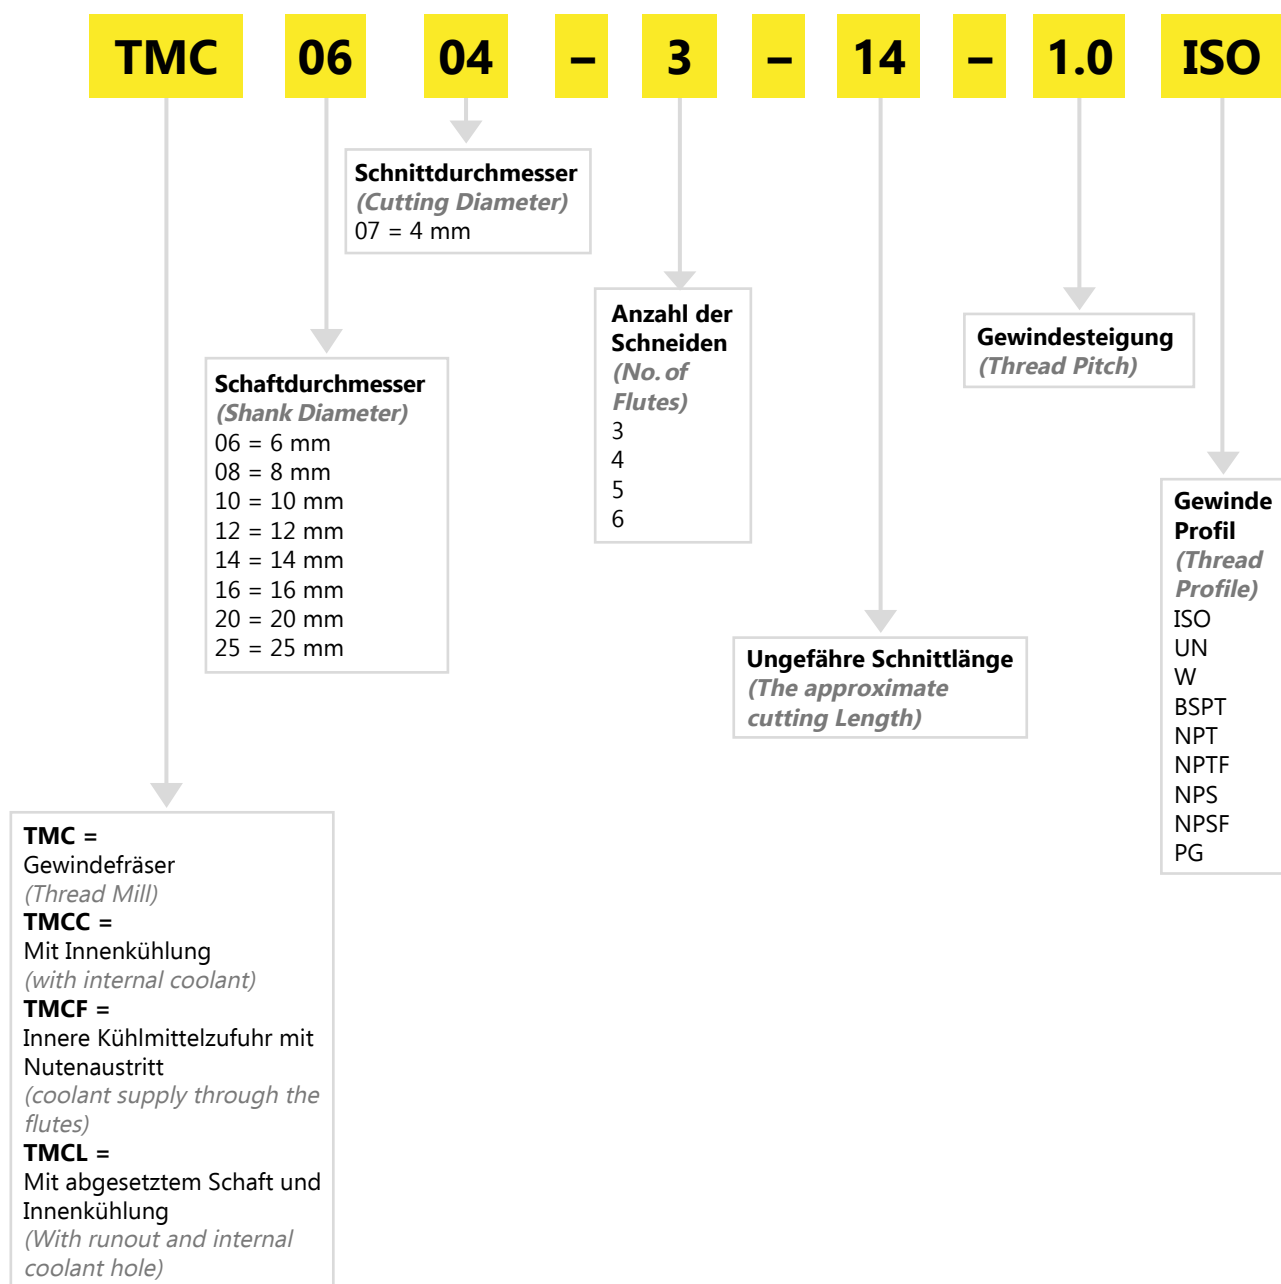 TMC 06 04 – 3 – 14 – 1.0 ISO
Schnittdurchmesser
(Cutting Diameter)
07 = 4 mm
Schaftdurchmesser
(Shank Diameter)
06 = 6 mm
08 = 8 mm
10 = 10 mm
12 = 12 mm
14 = 14 mm
16 = 16 mm
20 = 20 mm
25 = 25 mm
Anzahl der
Schneiden
(No. of
Flutes)
3
4
5
6
Gewindesteigung
(Thread Pitch)
Ungefähre Schnittlänge
(The approximate
cutting Length)
Gewinde
Profil
(Thread
Profile)
ISO
UN
W
BSPT
NPT
NPTF
NPS
NPSF
PG
TMC =
Gewindefräser
(Thread Mill)
TMCC =
Mit Innenkühlung
(with internal coolant)
TMCF =
Innere Kühlmittelzufuhr mit
Nutenaustritt
(coolant supply through the
flutes)
TMCL =
Mit abgesetztem Schaft und
Innenkühlung
(With runout and internal
coolant hole)